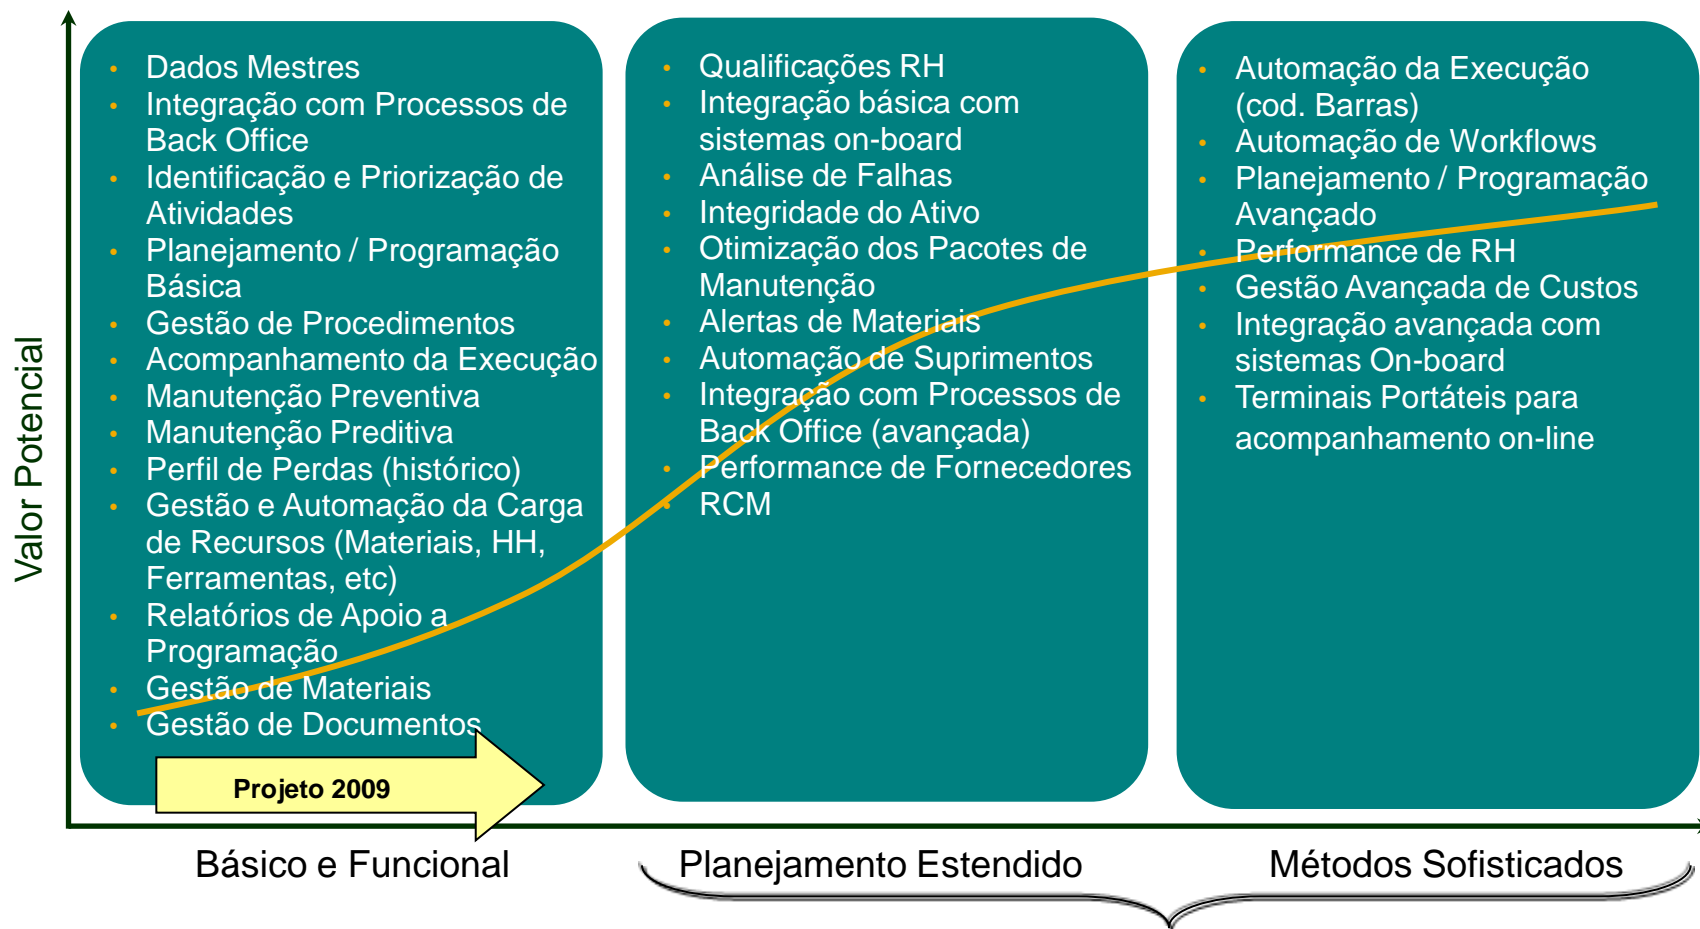 Valor Potencial
• Dados Mestres
• Integração com Processos de
Back Office
• Identificação e Priorização de
Atividades
• Planejamento / Programação
Básica
• Gestão de Procedimentos
• Acompanhamento da Execução
• Manutenção Preventiva
• Manutenção Preditiva
• Perfil de Perdas (histórico)
• Gestão e Automação da Carga
de Recursos (Materiais, HH,
Ferramentas, etc)
• Relatórios de Apoio a
Programação
• Gestão de Materiais
• Gestão de Documentos
Projeto 2009
Básico e Funcional
• Qualificações RH
• Integração básica com
sistemas on-board
• Análise de Falhas
• Integridade do Ativo
• Otimização dos Pacotes de
Manutenção
• Alertas de Materiais
• Automação de Suprimentos
• Integração com Processos de
Back Office (avançada)
• Performance de Fornecedores
• RCM
Planejamento Estendido
• Automação da Execução
(cod. Barras)
• Automação de Workflows
• Planejamento / Programação
Avançado
• Performance de RH
• Gestão Avançada de Custos
• Integração avançada com
sistemas On-board
• Terminais Portáteis para
acompanhamento on-line
Métodos Sofisticados